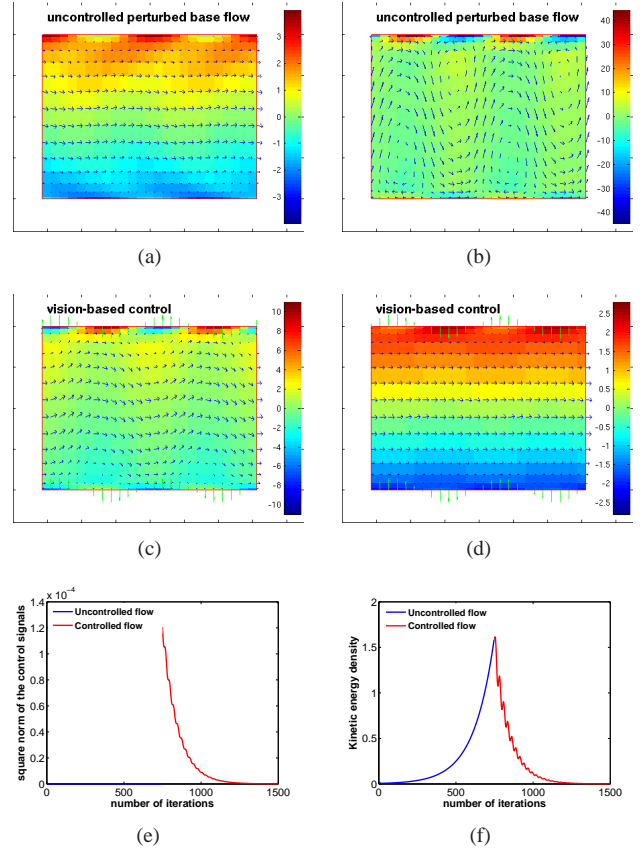 uncontrolled perturbed base flow
3
2
1
0
-1
-2
-3
(a)
uncontrolled perturbed base flow
40
30
20
10
0
-10
-20
-30
-40
(b)
vision-based control
10
8
6
4
2
0
-2
-4
-6
-8
-10
(c)
vision-based control
2.5
2
1.5
1
0.5
0
-0.5
-1
-1.5
-2
-2.5
(d)
x 10^-4
1.4
1.2
1
0.8
0.6
0.4
0.2
0
square norm of the control signals
Uncontrolled flow
Controlled flow
0 500 1000 1500
number of iterations
(e)
2
1.5
1
0.5
0
Kinetic energy density
Uncontrolled flow
Controlled flow
0 500 1000 1500
number of iterations
(f)